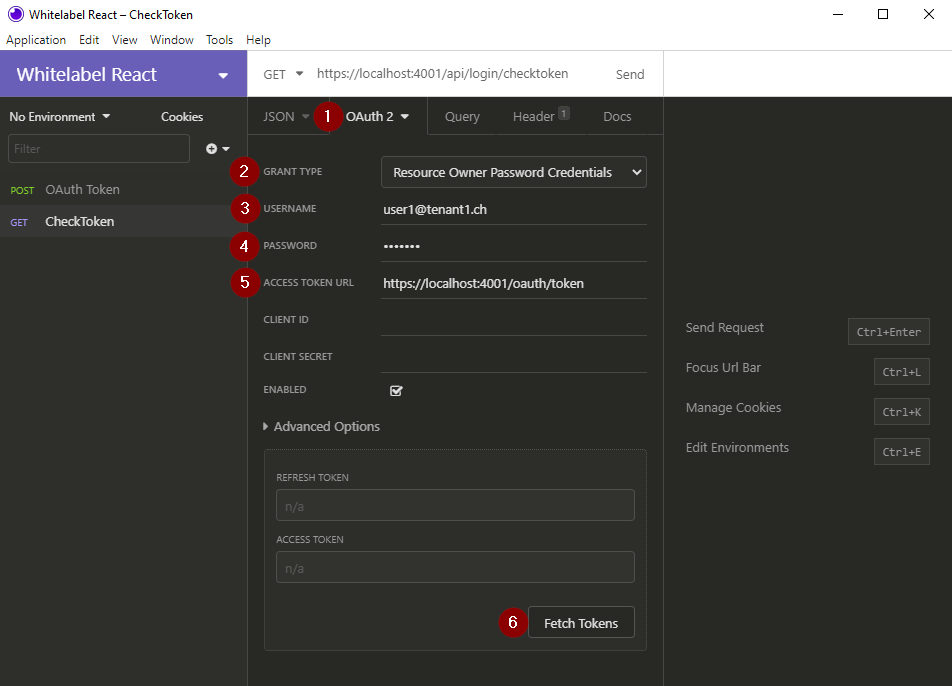 Whitelabel React – CheckToken
Application Edit View Window Tools Help
Whitelabel React
GET https://localhost:4001/api/login/checktoken Send
No Environment Cookies
JSON 1 OAuth 2 Query Header 1 Docs
Filter
POST OAuth Token
GET CheckToken
2 GRANT TYPE Resource Owner Password Credentials
3 USERNAME user1@tenant1.ch
4 PASSWORD •••••••
5 ACCESS TOKEN URL https://localhost:4001/oauth/token
CLIENT ID
CLIENT SECRET
ENABLED
Advanced Options
REFRESH TOKEN
n/a
ACCESS TOKEN
n/a
6 Fetch Tokens
Send Request Ctrl+Enter
Focus Url Bar Ctrl+L
Manage Cookies Ctrl+K
Edit Environments Ctrl+E